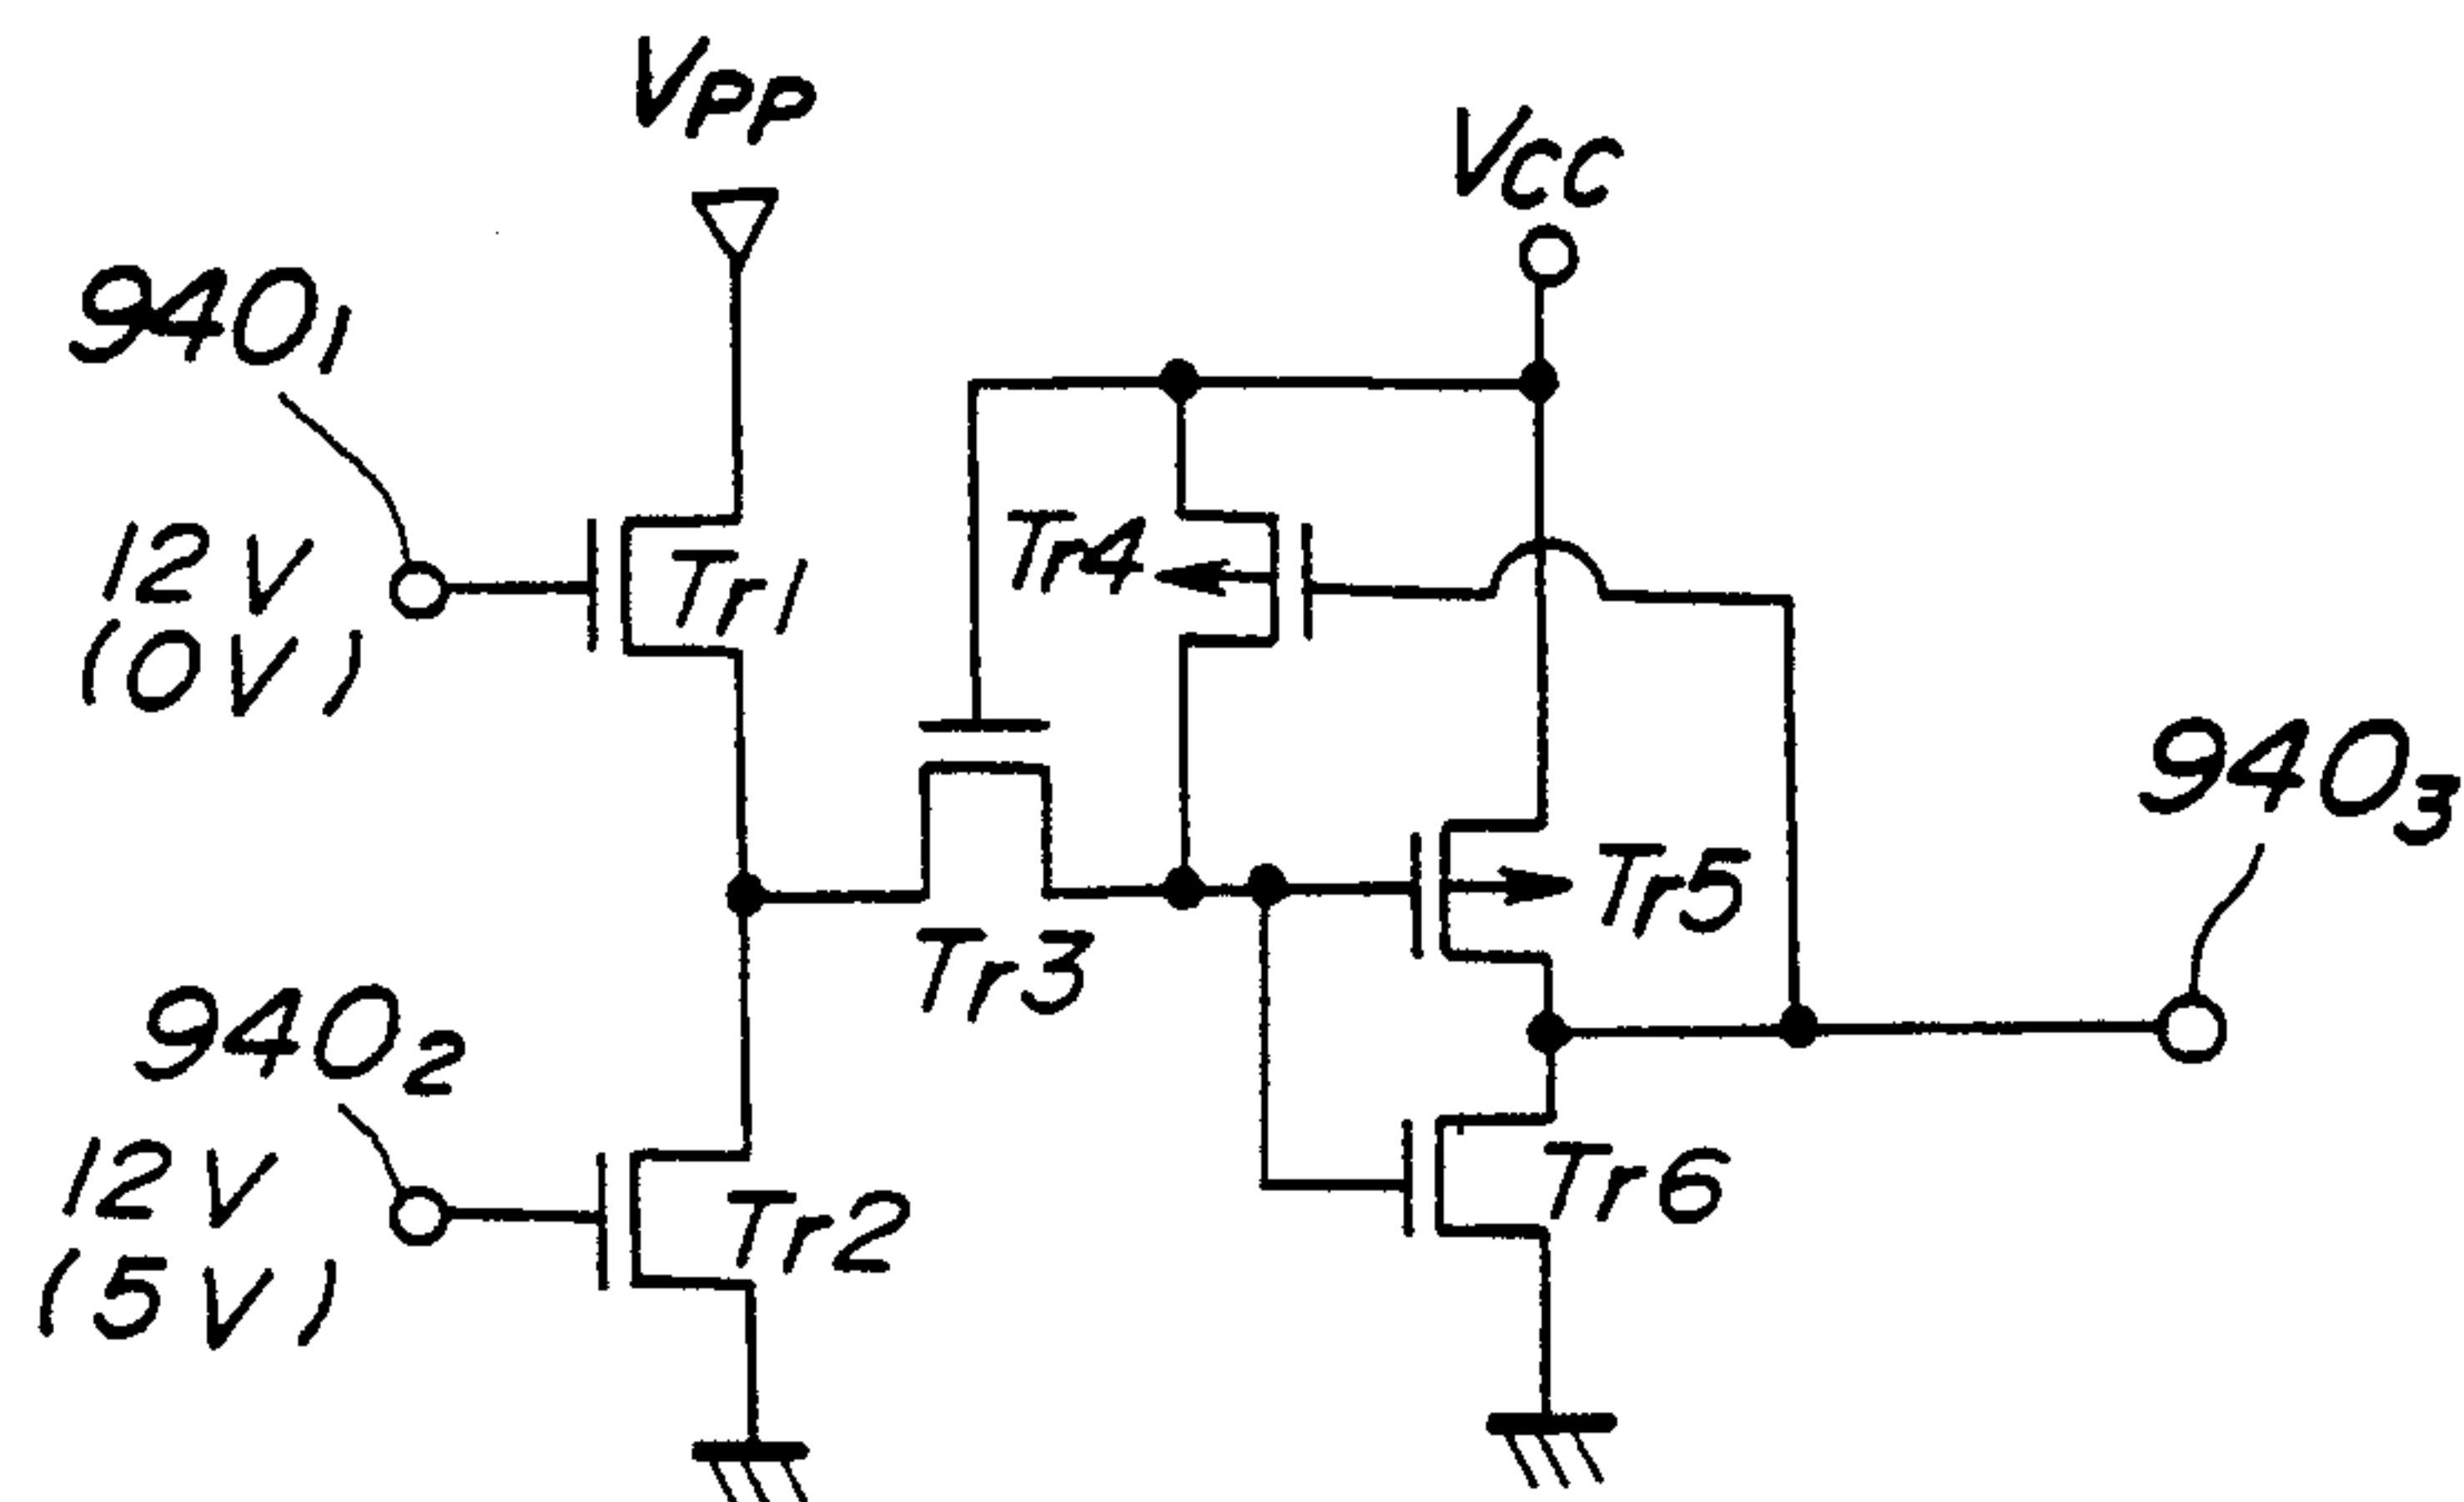 VPP
VCC
940₁
12V
(0V)
Tr1
Tr4
940₃
Tr5
Tr3
940₂
12V
(5V)
Tr2
Tr6